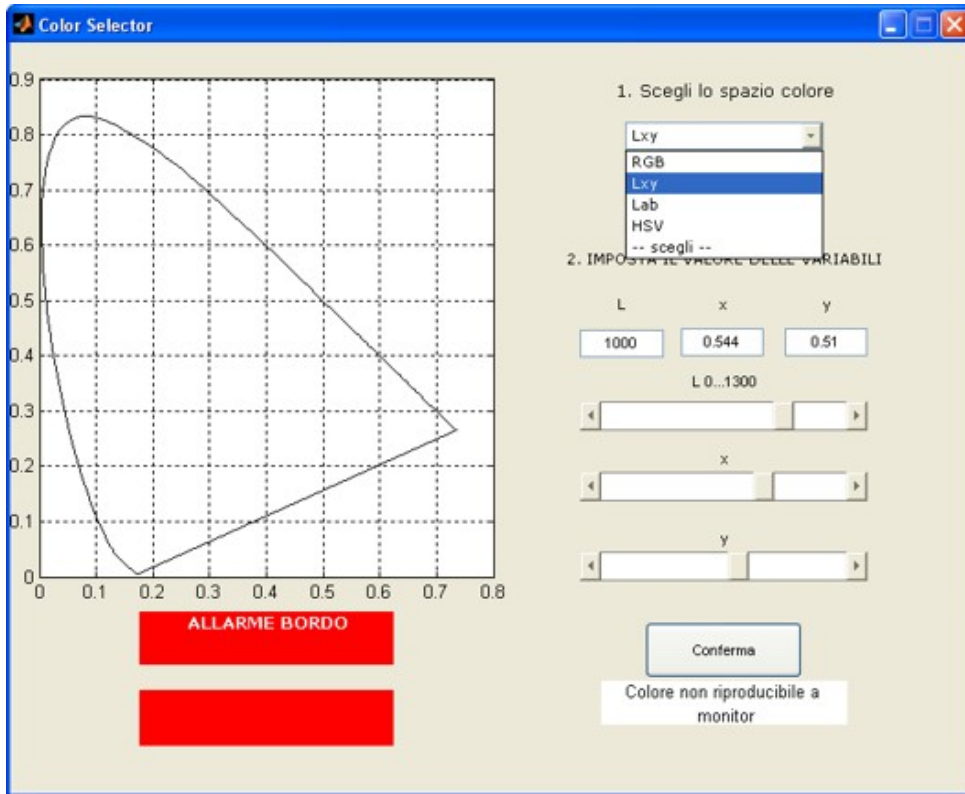 Color Selector
0.9
0.8
0.7
0.6
0.5
0.4
0.3
0.2
0.1
0
0 0.1 0.2 0.3 0.4 0.5 0.6 0.7 0.8
ALLARME BORDO
1. Scegli lo spazio colore
Lxy
RGB
Lxy
Lab
HSV
-- scegli --
2. IMPOSTA IL VALORE DELLE VARIABILI
L x y
1000 0.544 0.51
L 0...1300
x
y
Conferma
Colore non riproducibile a
monitor